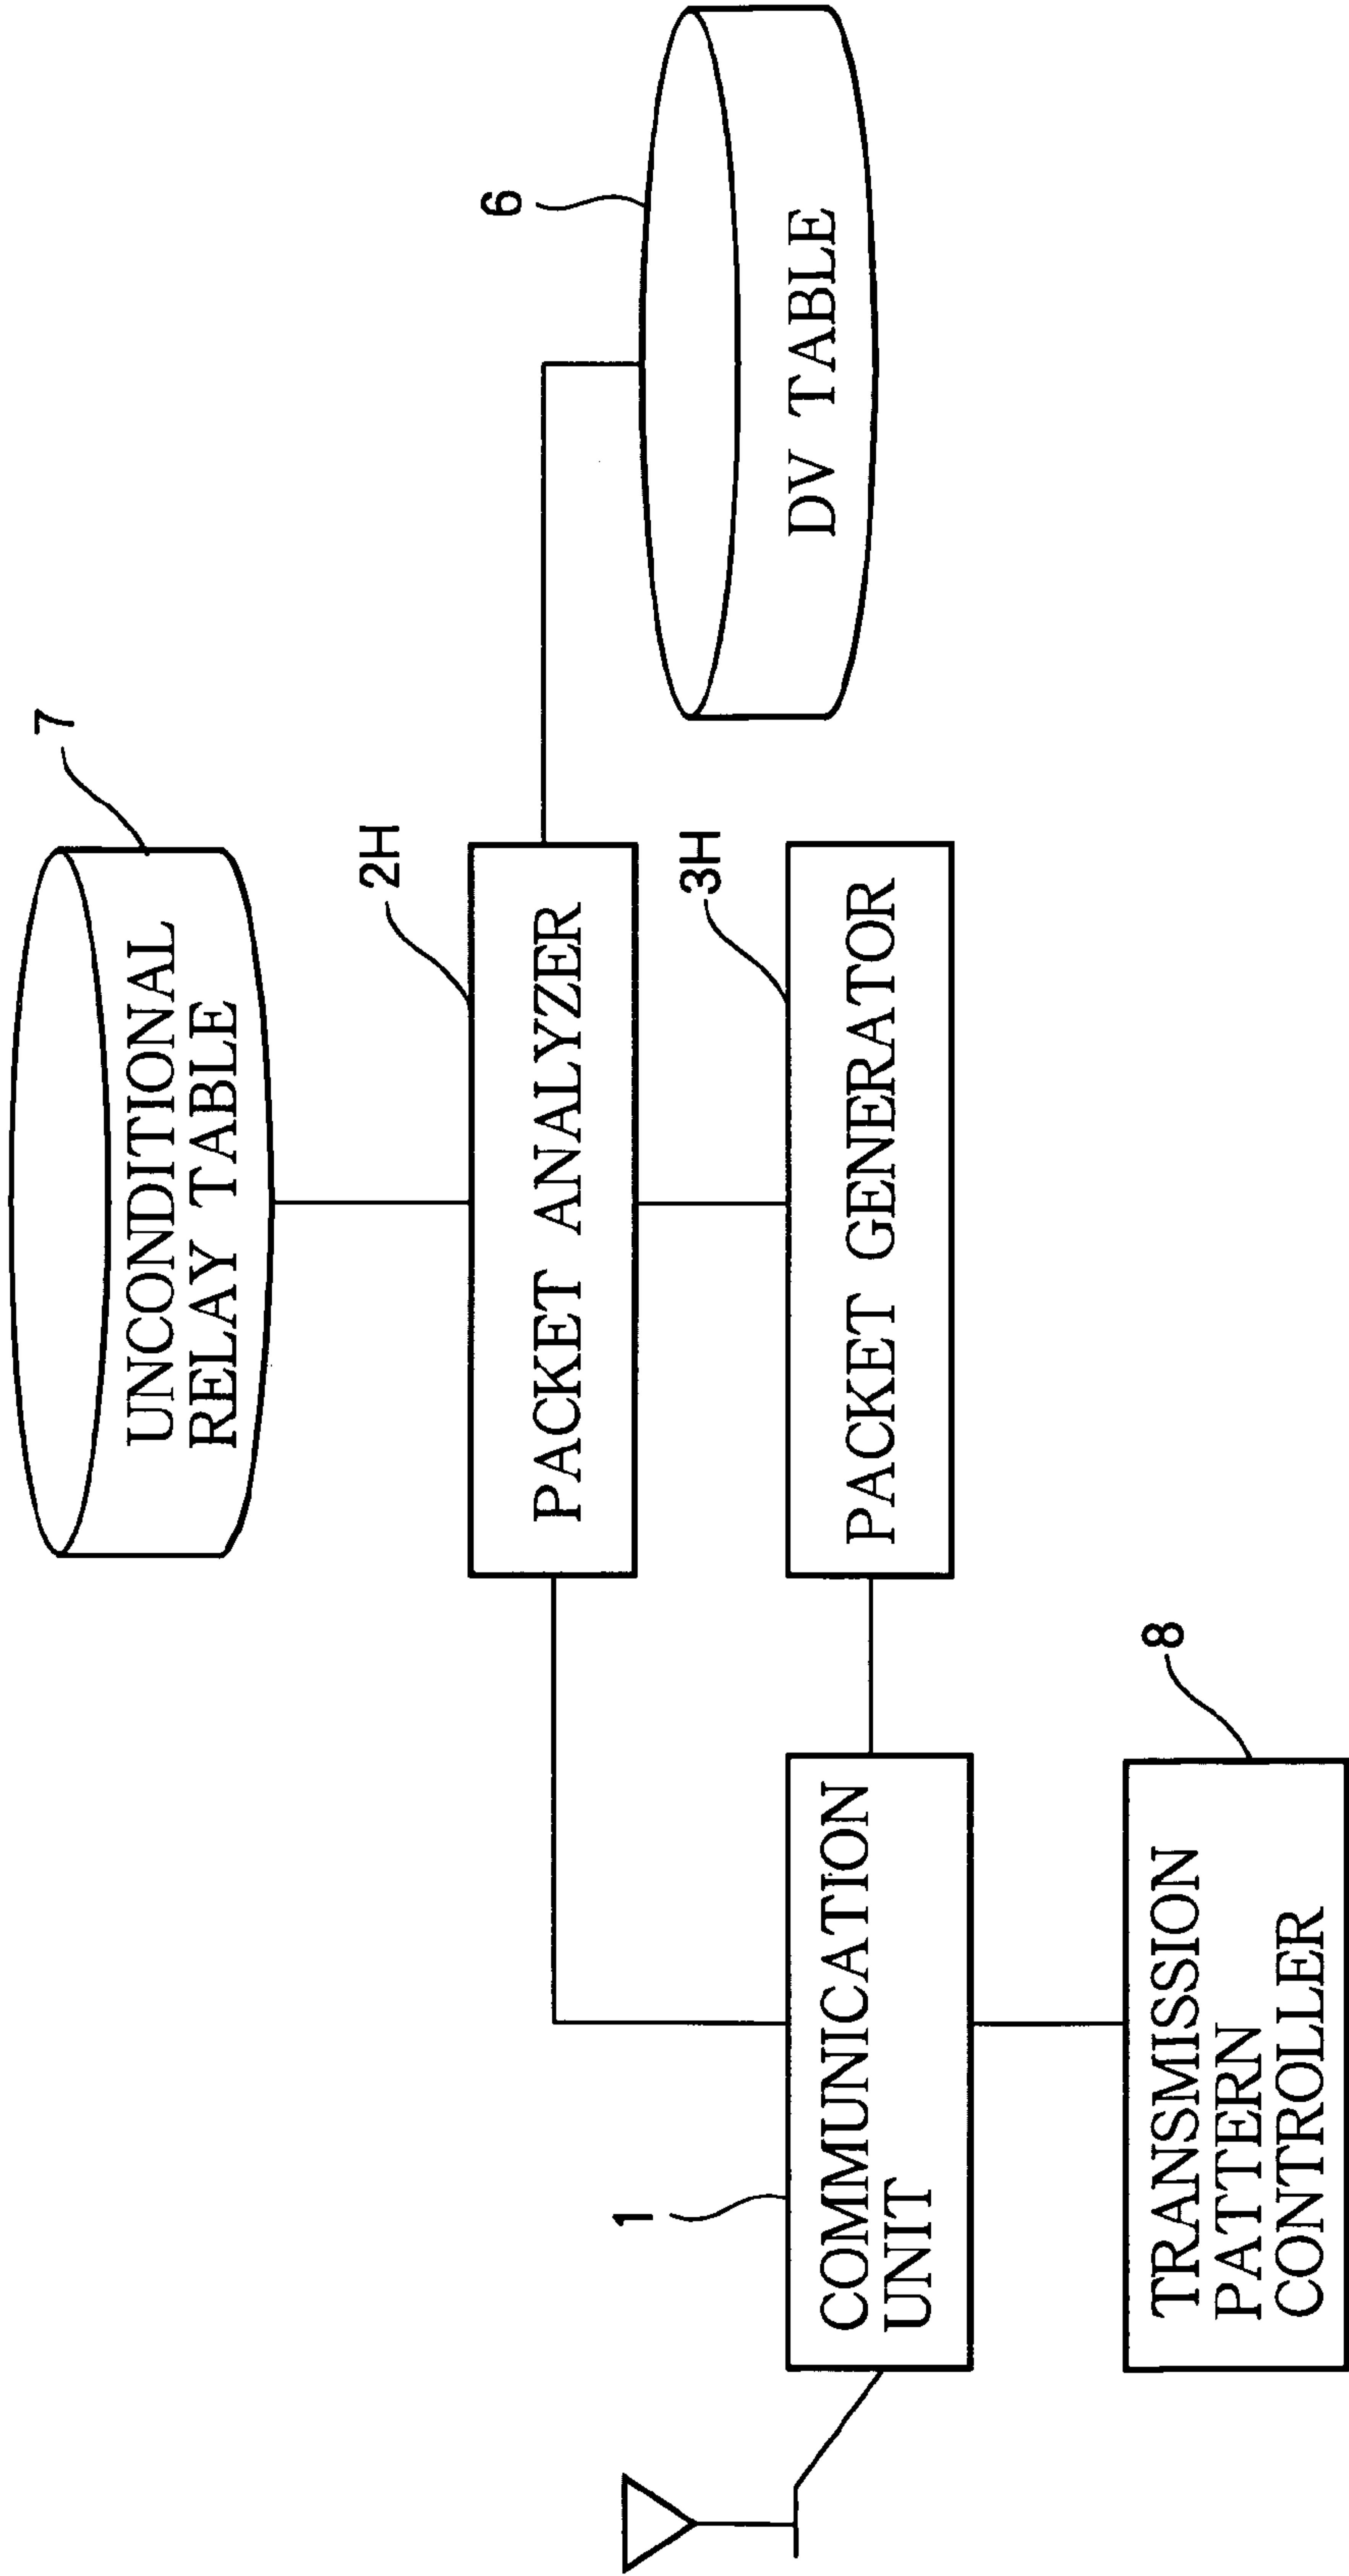 7
UNCONDITIONAL
RELAY TABLE
2H
PACKET ANALYZER
6
DV TABLE
3H
PACKET GENERATOR
1
COMMUNICATION
UNIT
8
TRANSMISSION
PATTERN
CONTROLLER